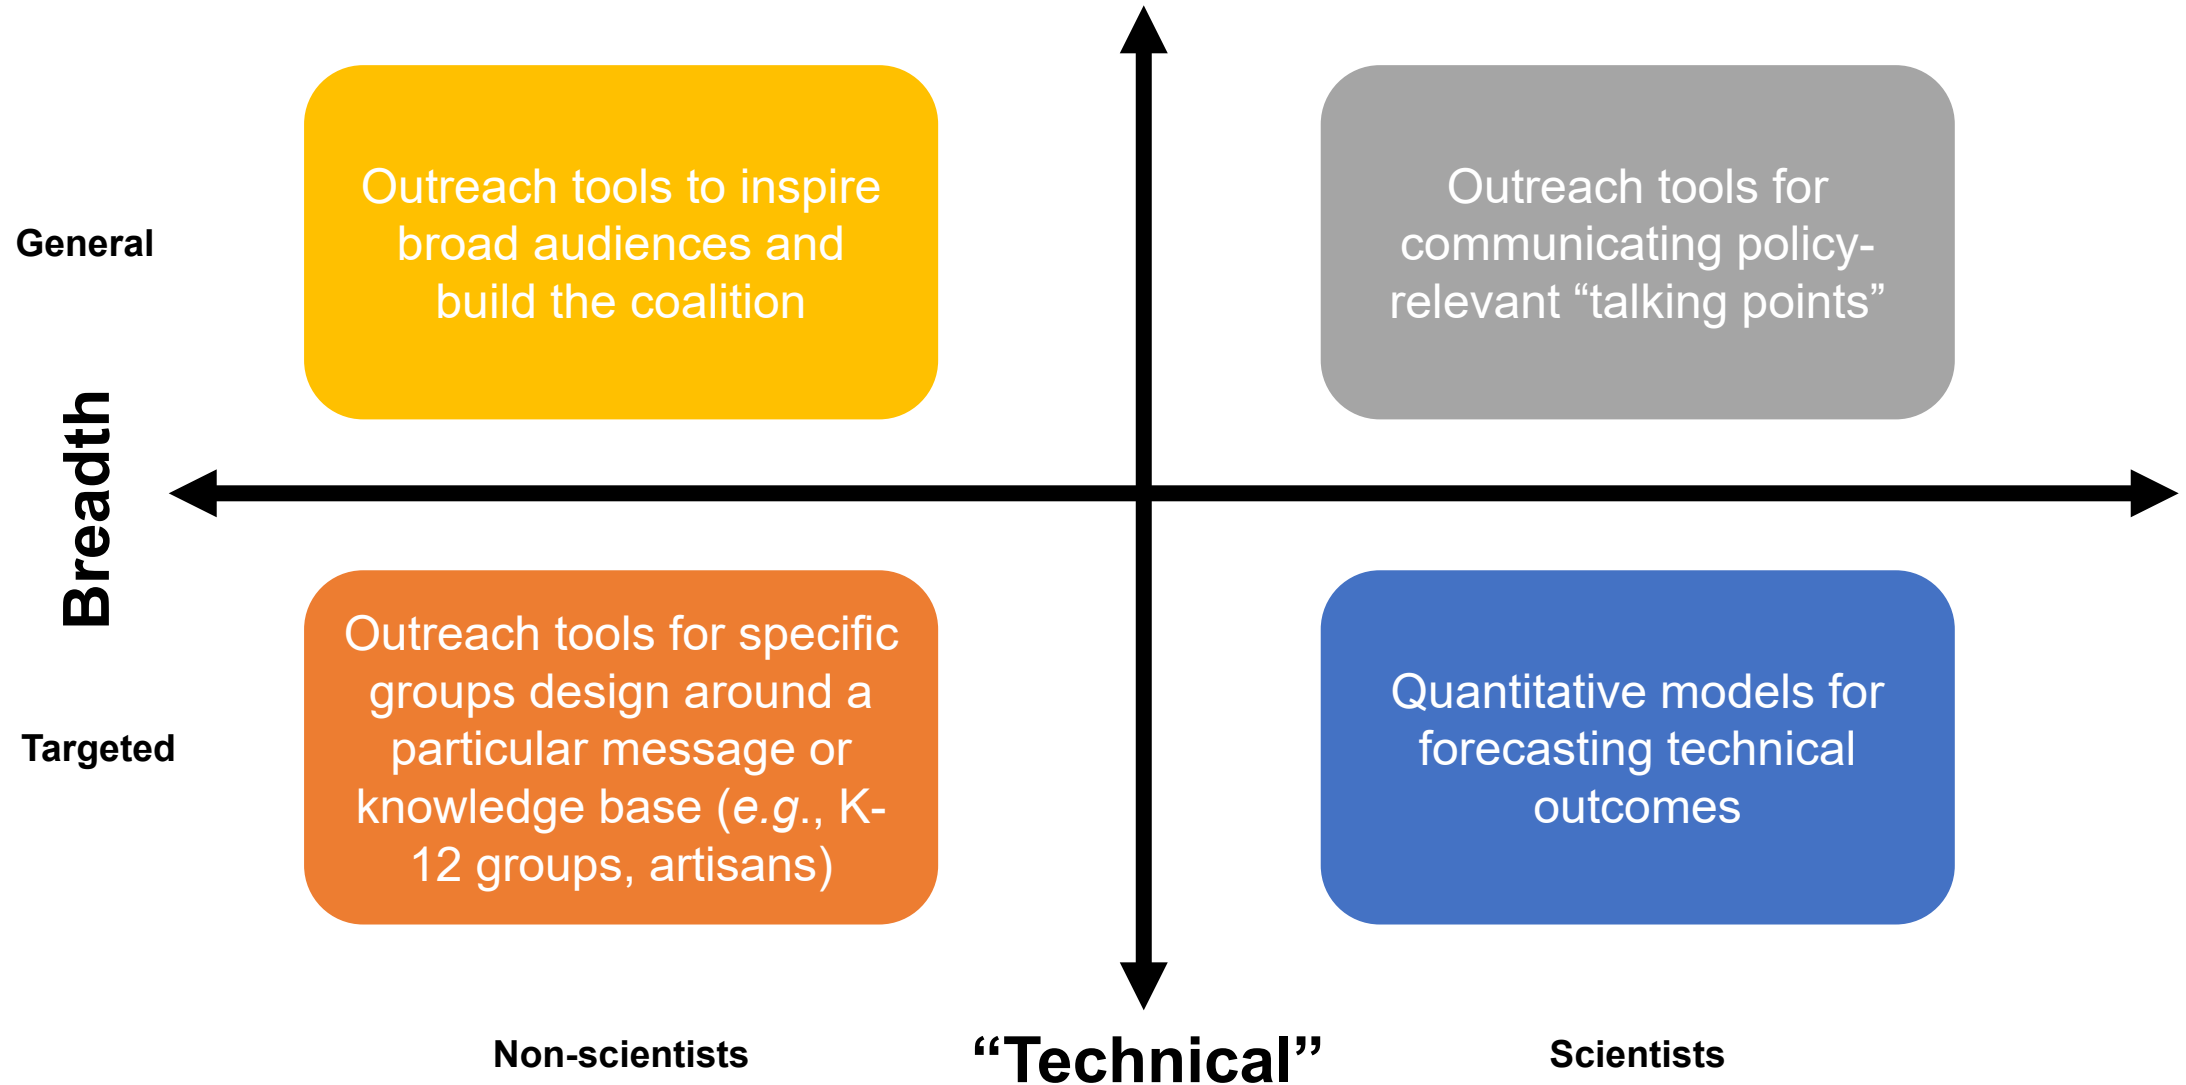 Outreach tools to inspire
broad audiences and
build the coalition
Outreach tools for
communicating policy-
relevant “talking points”
General
Breadth
Outreach tools for specific
groups design around a
particular message or
knowledge base (e.g., K-
12 groups, artisans)
Quantitative models for
forecasting technical
outcomes
Targeted
Non-scientists
“Technical”
Scientists